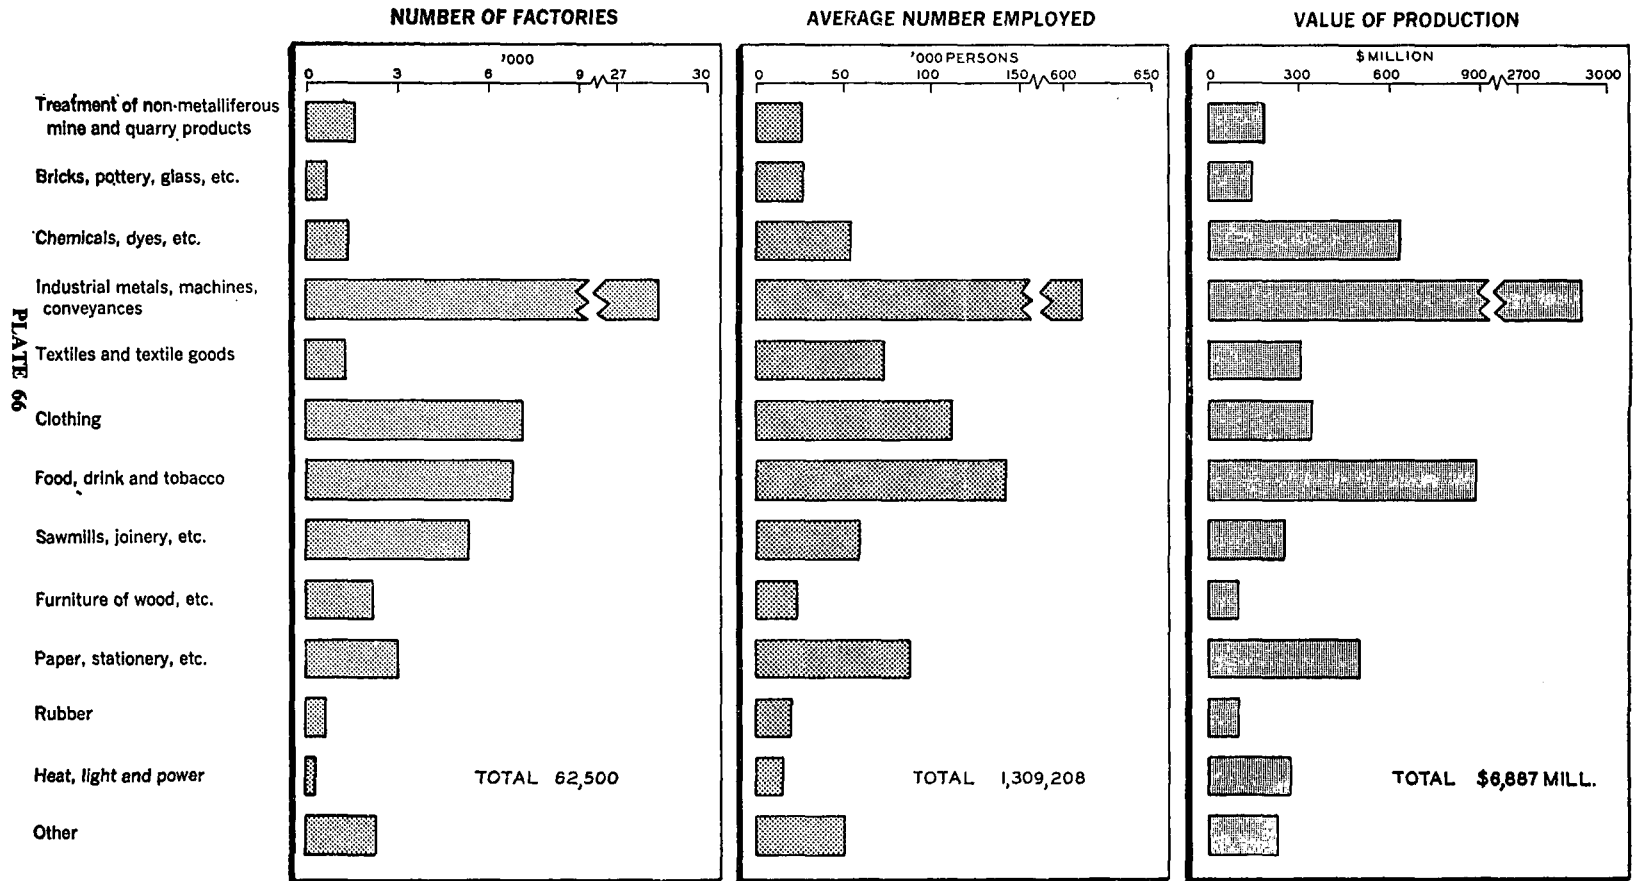 NUMBER OF FACTORIES
AVERAGE NUMBER EMPLOYED
VALUE OF PRODUCTION
'000
0 3 6 9 27 30
'000 PERSONS
0 50 100 150 600 650
$ MILLION
0 300 600 900 2700 3000
Treatment of non-metalliferous
mine and quarry products
Bricks, pottery, glass, etc.
Chemicals, dyes, etc.
Industrial metals, machines,
conveyances
Textiles and textile goods
Clothing
Food, drink and tobacco
Sawmills, joinery, etc.
Furniture of wood, etc.
Paper, stationery, etc.
Rubber
Heat, light and power
Other
TOTAL 62,500
TOTAL 1,309,208
TOTAL $6,887 MILL.
PLATE 66